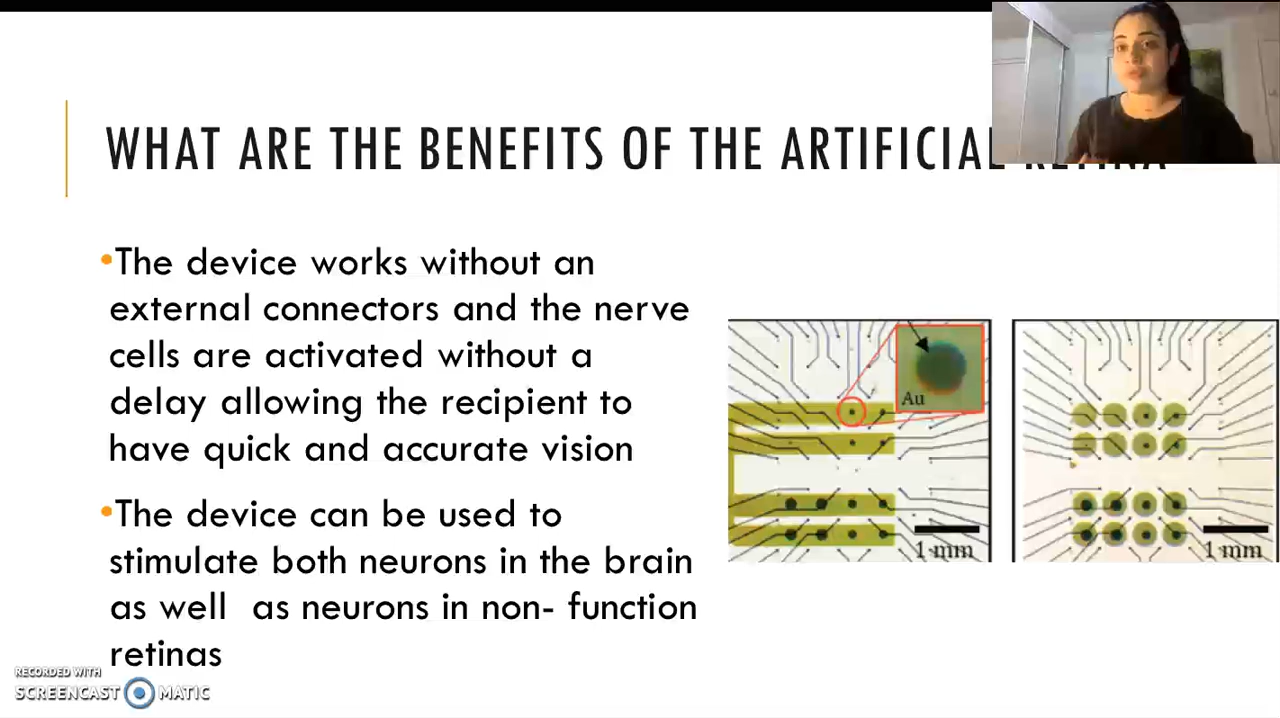 WHAT ARE THE BENEFITS OF THE ARTIFICIAL RETINA
•The device works without an
external connectors and the nerve
cells are activated without a
delay allowing the recipient to
have quick and accurate vision
•The device can be used to
stimulate both neurons in the brain
as well as neurons in non- function
retinas
Au
1 mm
1 mm
RECORDED WITH
SCREENCAST MATIC